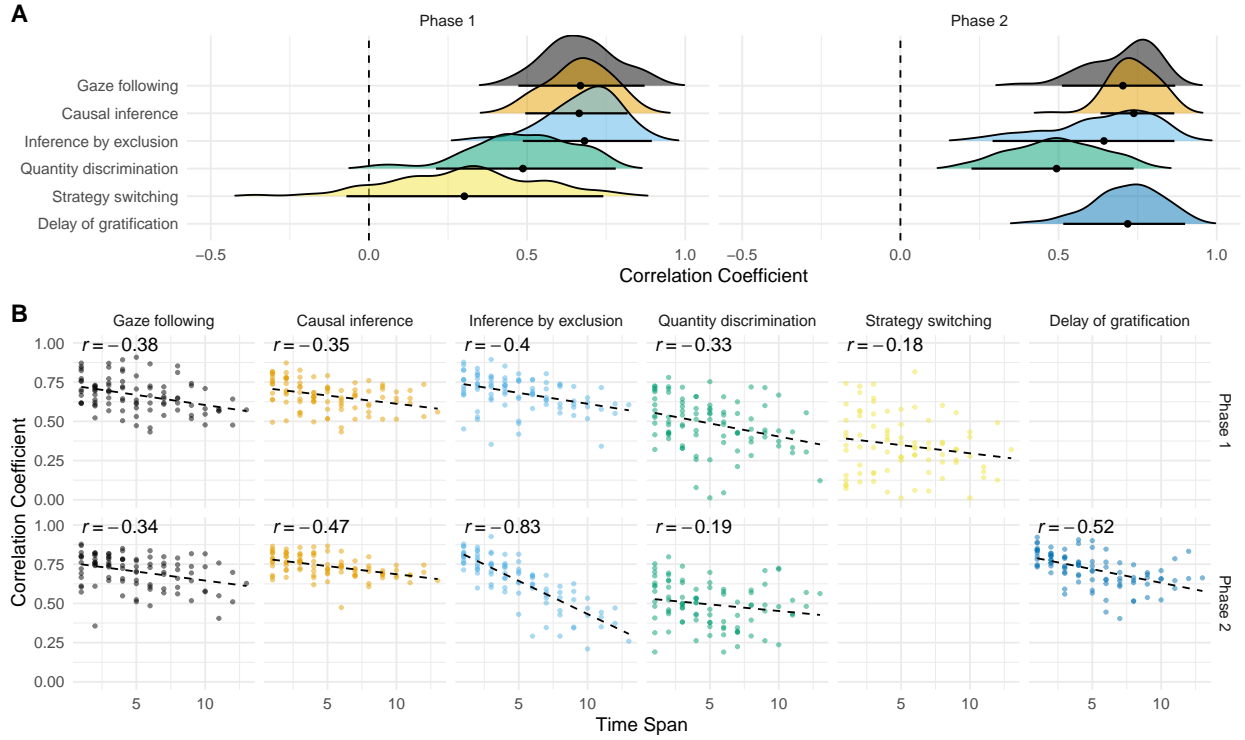 A
Phase 1 Phase 2
Gaze following
Causal inference
Inference by exclusion
Quantity discrimination
Strategy switching
Delay of gratification
−0.5 0.0 0.5 1.0 −0.5 0.0 0.5 1.0
Correlation Coefficient
B
Gaze following Causal inference Inference by exclusion Quantity discrimination Strategy switching Delay of gratification
r = −0.38 r = −0.35 r = −0.4 r = −0.33 r = −0.18
1.00
0.75
0.50
0.25
0.00
Phase 1
r = −0.34 r = −0.47 r = −0.83 r = −0.19 r = −0.52
1.00
0.75
0.50
0.25
0.00
Phase 2
Correlation Coefficient
5 10 5 10 5 10 5 10 5 10 5 10
Time Span